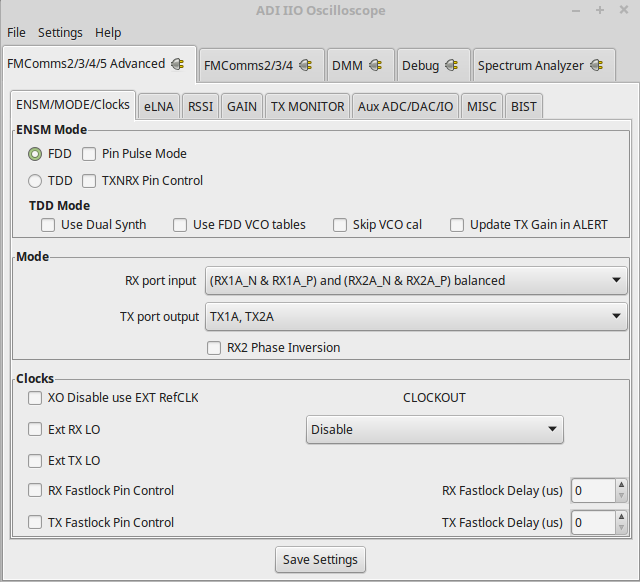 ADI IIO Oscilloscope
File Settings Help
FMComms2/3/4/5 Advanced FMComms2/3/4 DMM Debug Spectrum Analyzer
ENSM/MODE/Clocks eLNA RSSI GAIN TX MONITOR Aux ADC/DAC/IO MISC BIST
ENSM Mode
FDD Pin Pulse Mode
TDD TXNRX Pin Control
TDD Mode
Use Dual Synth Use FDD VCO tables Skip VCO cal Update TX Gain in ALERT
Mode
RX port input (RX1A_N & RX1A_P) and (RX2A_N & RX2A_P) balanced
TX port output TX1A, TX2A
RX2 Phase Inversion
Clocks
XO Disable use EXT RefCLK CLOCKOUT
Ext RX LO Disable
Ext TX LO
RX Fastlock Pin Control RX Fastlock Delay (us) 0
TX Fastlock Pin Control TX Fastlock Delay (us) 0
Save Settings